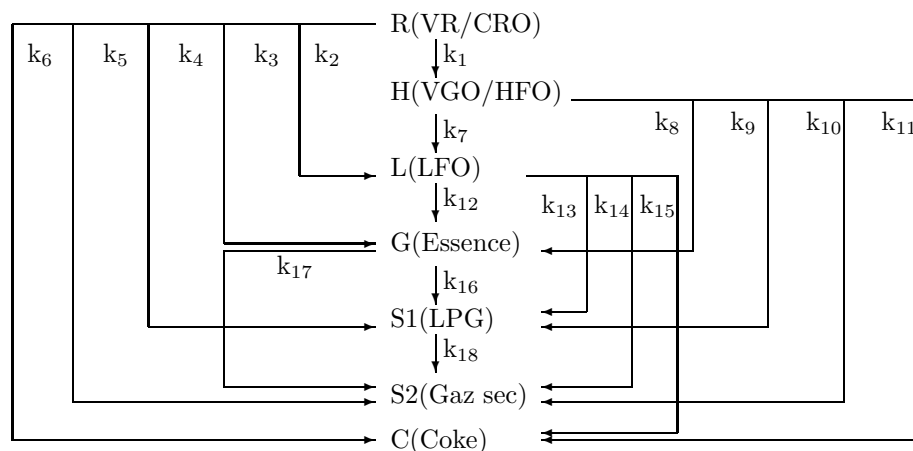 R(VR/CRO)
k6 k5 k4 k3 k2 k1
H(VGO/HFO)
k7 k8 k9 k10 k11
L(LFO)
k12 k13 k14 k15
G(Essence)
k17 k16
S1(LPG)
k18
S2(Gaz sec)
C(Coke)